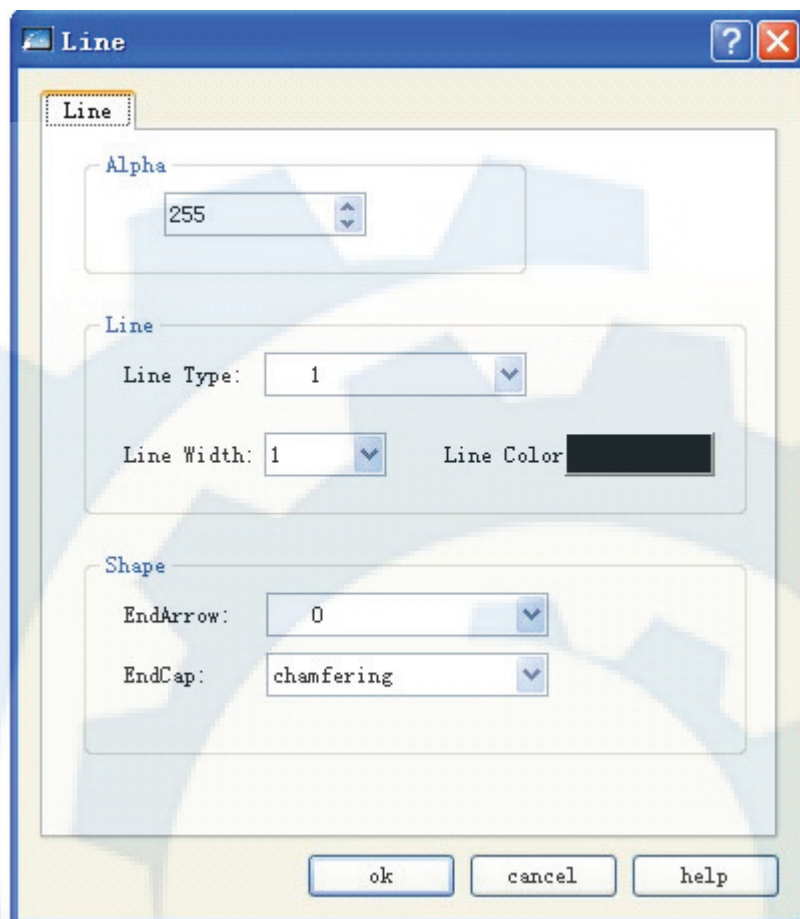 Line
?
Line
Alpha
255
Line
Line Type: 1
Line Width: 1 Line Color
Shape
EndArrow: 0
EndCap: chamfering
ok cancel help